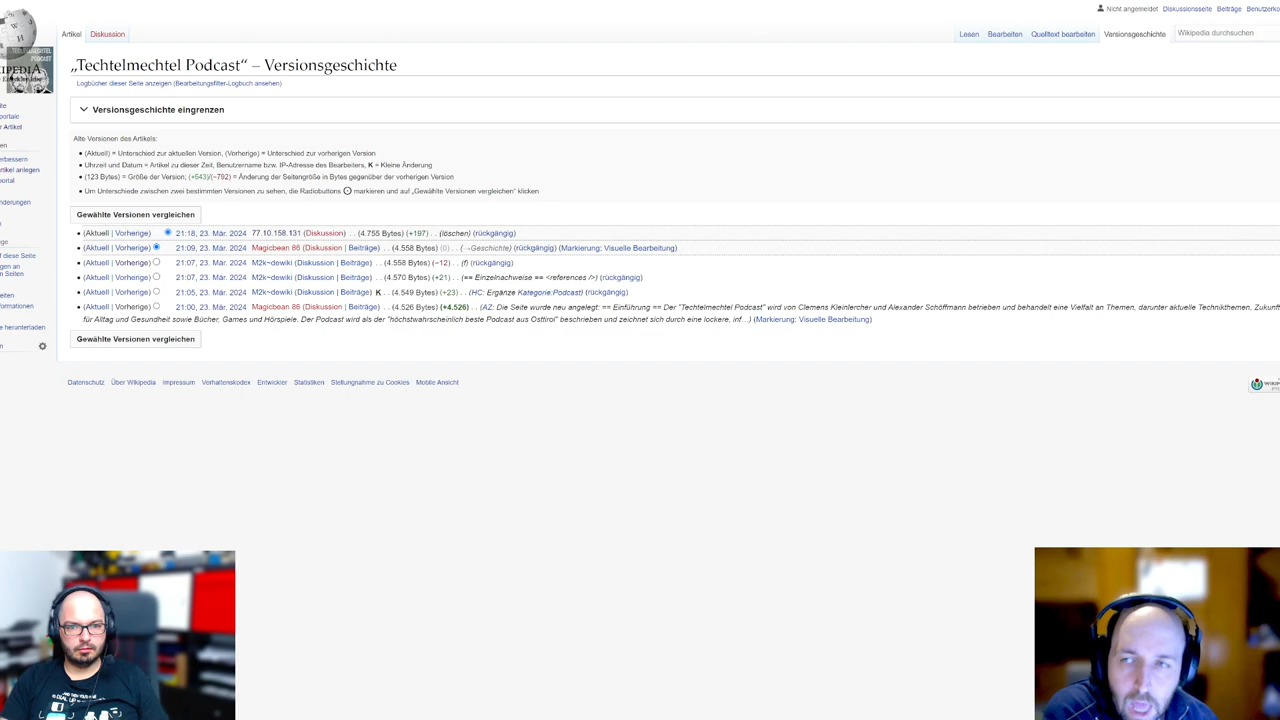 Nicht angemeldet Diskussionsseite Beiträge
Artikel Diskussion Lesen Bearbeiten Quelltext bearbeiten Versionsgeschichte Wikipedia durchsuchen
„Techtelmechtel Podcast“ – Versionsgeschichte
Logbücher dieser Seite anzeigen (Bearbeitungsfilter-Logbuch ansehen)
Versionsgeschichte eingrenzen
Alte Versionen des Artikels:
(Aktuell) = Unterschied zur aktuellen Version, (Vorherige) = Unterschied zur vorherigen Version
Uhrzeit und Datum = Artikel zu dieser Zeit, Benutzername bzw. IP-Adresse des Bearbeiters, K = Kleine Änderung
(123 Bytes) = Größe der Version; (+543)/(−792) = Änderung der Seitengröße in Bytes gegenüber der vorherigen Version
Um Unterschiede zwischen zwei bestimmten Versionen zu sehen, die Radiobuttons markieren und auf „Gewählte Versionen vergleichen“ klicken
Gewählte Versionen vergleichen
(Aktuell | Vorherige) 21:18, 23. Mär. 2024 77.10.158.131 (Diskussion) . . (4.755 Bytes) (+197) . . (löschen) (rückgängig)
(Aktuell | Vorherige) 21:09, 23. Mär. 2024 Magicbean 86 (Diskussion | Beiträge) . . (4.558 Bytes) (0) . . (→Geschichte) (rückgängig) (Markierung: Visuelle Bearbeitung)
(Aktuell | Vorherige) 21:07, 23. Mär. 2024 M2k~dewiki (Diskussion | Beiträge) . . (4.558 Bytes) (−12) . . (f) (rückgängig)
(Aktuell | Vorherige) 21:07, 23. Mär. 2024 M2k~dewiki (Diskussion | Beiträge) . . (4.570 Bytes) (+21) . . (== Einzelnachweise == <references />) (rückgängig)
(Aktuell | Vorherige) 21:05, 23. Mär. 2024 M2k~dewiki (Diskussion | Beiträge) K . . (4.549 Bytes) (+23) . . (HC: Ergänze Kategorie:Podcast) (rückgängig)
(Aktuell | Vorherige) 21:00, 23. Mär. 2024 Magicbean 86 (Diskussion | Beiträge) . . (4.526 Bytes) (+4.526) . . (AZ: Die Seite wurde neu angelegt: == Einführung == Der "Techtelmechtel Podcast" wird von Clemens Kleinlercher und Alexander Schöffmann betrieben und behandelt eine Vielfalt an Themen, darunter aktuelle Technikthemen,
für Alltag und Gesundheit sowie Bücher, Games und Hörspiele. Der Podcast wird als der "höchstwahrscheinlich beste Podcast aus Osttirol" beschrieben und zeichnet sich durch eine lockere, inf…) (Markierung: Visuelle Bearbeitung)
Gewählte Versionen vergleichen
Datenschutz Über Wikipedia Impressum Verhaltenskodex Entwickler Statistiken Stellungnahme zu Cookies Mobile Ansicht